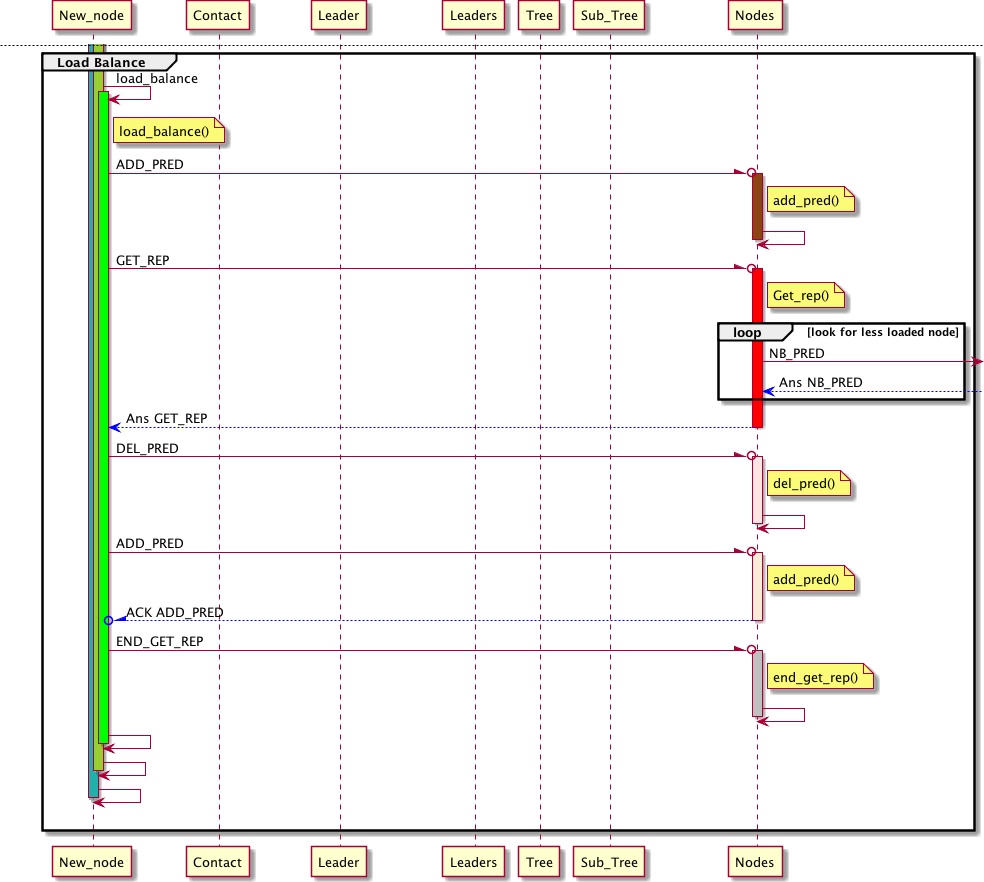 New_node Contact Leader Leaders Tree Sub_Tree Nodes
Load Balance
load_balance
load_balance()
ADD_PRED
add_pred()
GET_REP
Get_rep()
loop [look for less loaded node]
NB_PRED
Ans NB_PRED
Ans GET_REP
DEL_PRED
del_pred()
ADD_PRED
add_pred()
ACK ADD_PRED
END_GET_REP
end_get_rep()
New_node Contact Leader Leaders Tree Sub_Tree Nodes